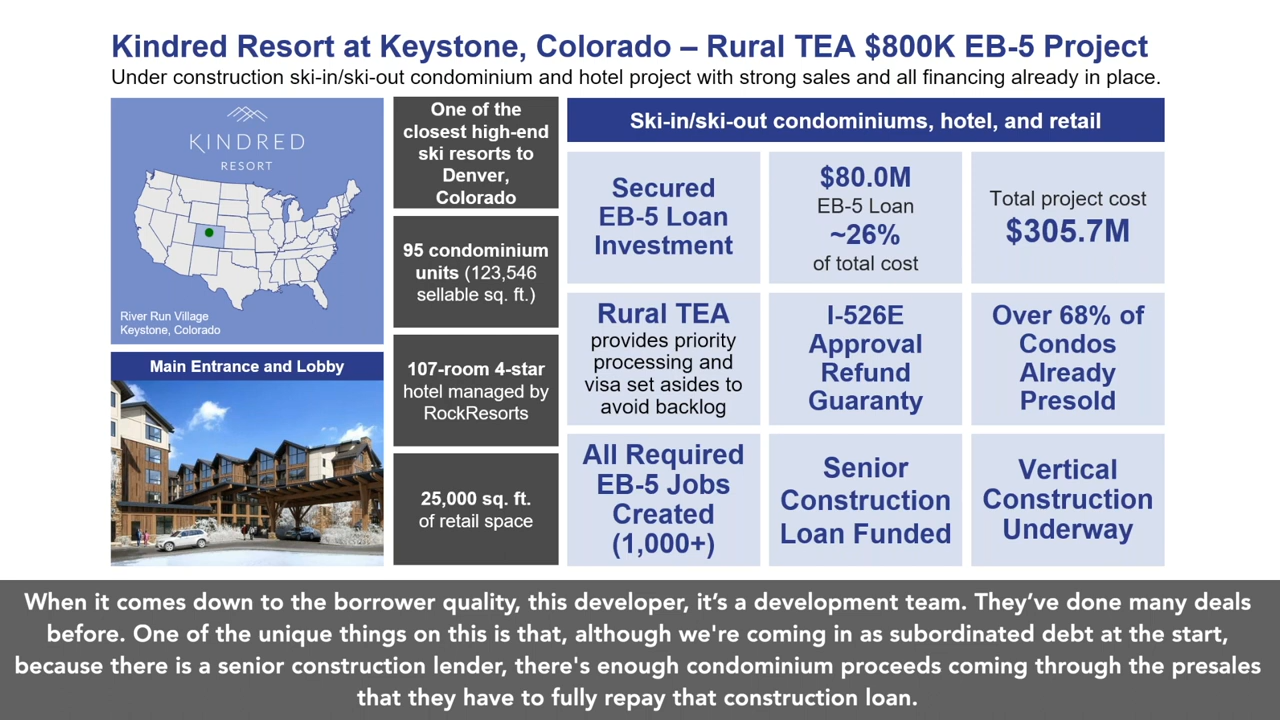 Kindred Resort at Keystone, Colorado – Rural TEA $800K EB-5 Project
Under construction ski-in/ski-out condominium and hotel project with strong sales and all financing already in place.
KINDRED
RESORT
River Run Village
Keystone, Colorado
Main Entrance and Lobby
One of the
closest high-end
ski resorts to
Denver,
Colorado
95 condominium
units (123,546
sellable sq. ft.)
107-room 4-star
hotel managed by
RockResorts
25,000 sq. ft.
of retail space
Ski-in/ski-out condominiums, hotel, and retail
Secured
EB-5 Loan
Investment
$80.0M
EB-5 Loan
~26%
of total cost
Total project cost
$305.7M
Rural TEA
provides priority
processing and
visa set asides to
avoid backlog
I-526E
Approval
Refund
Guaranty
Over 68% of
Condos
Already
Presold
All Required
EB-5 Jobs
Created
(1,000+)
Senior
Construction
Loan Funded
Vertical
Construction
Underway
When it comes down to the borrower quality, this developer, it’s a development team. They’ve done many deals
before. One of the unique things on this is that, although we're coming in as subordinated debt at the start,
because there is a senior construction lender, there's enough condominium proceeds coming through the presales
that they have to fully repay that construction loan.